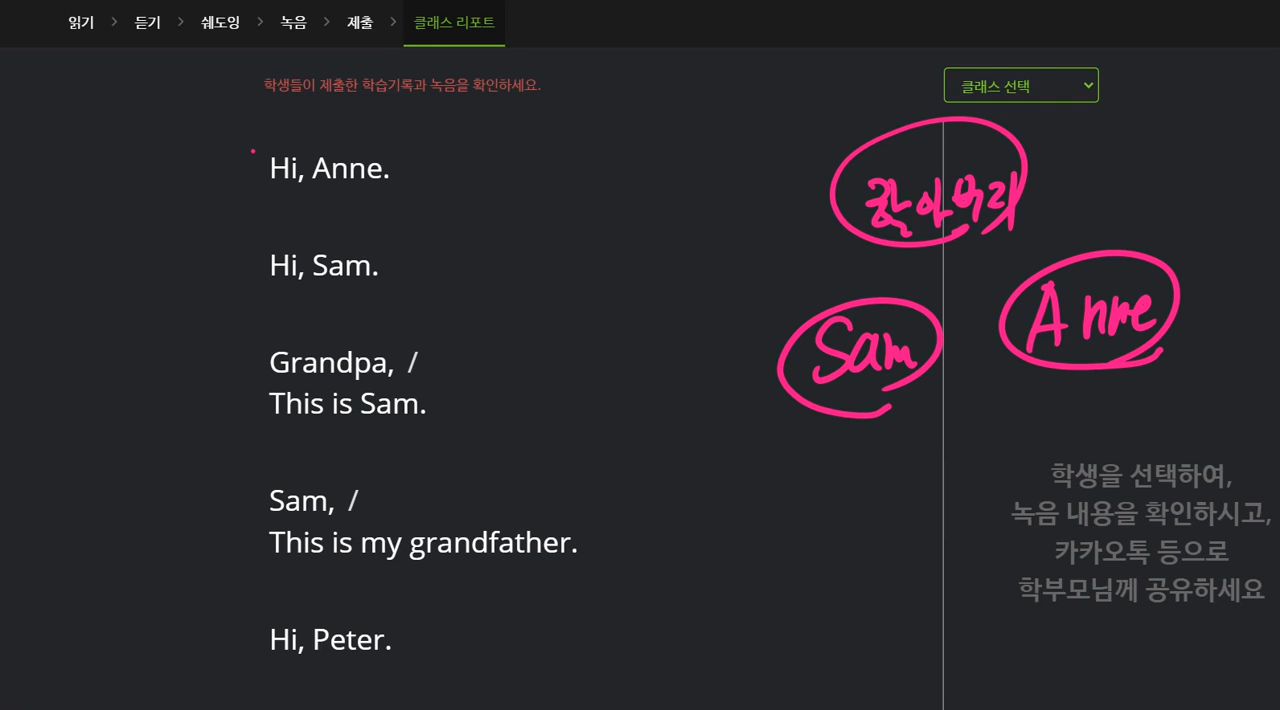 읽기 > 듣기 > 쉐도잉 > 녹음 > 제출 > 클래스 리포트
학생들이 제출한 학습기록과 녹음을 확인하세요.
클래스 선택
Hi, Anne.
Hi, Sam.
Grandpa, /
This is Sam.
Sam, /
This is my grandfather.
Hi, Peter.
할아버지
Sam
Anne
학생을 선택하여,
녹음 내용을 확인하시고,
카카오톡 등으로
학부모님께 공유하세요